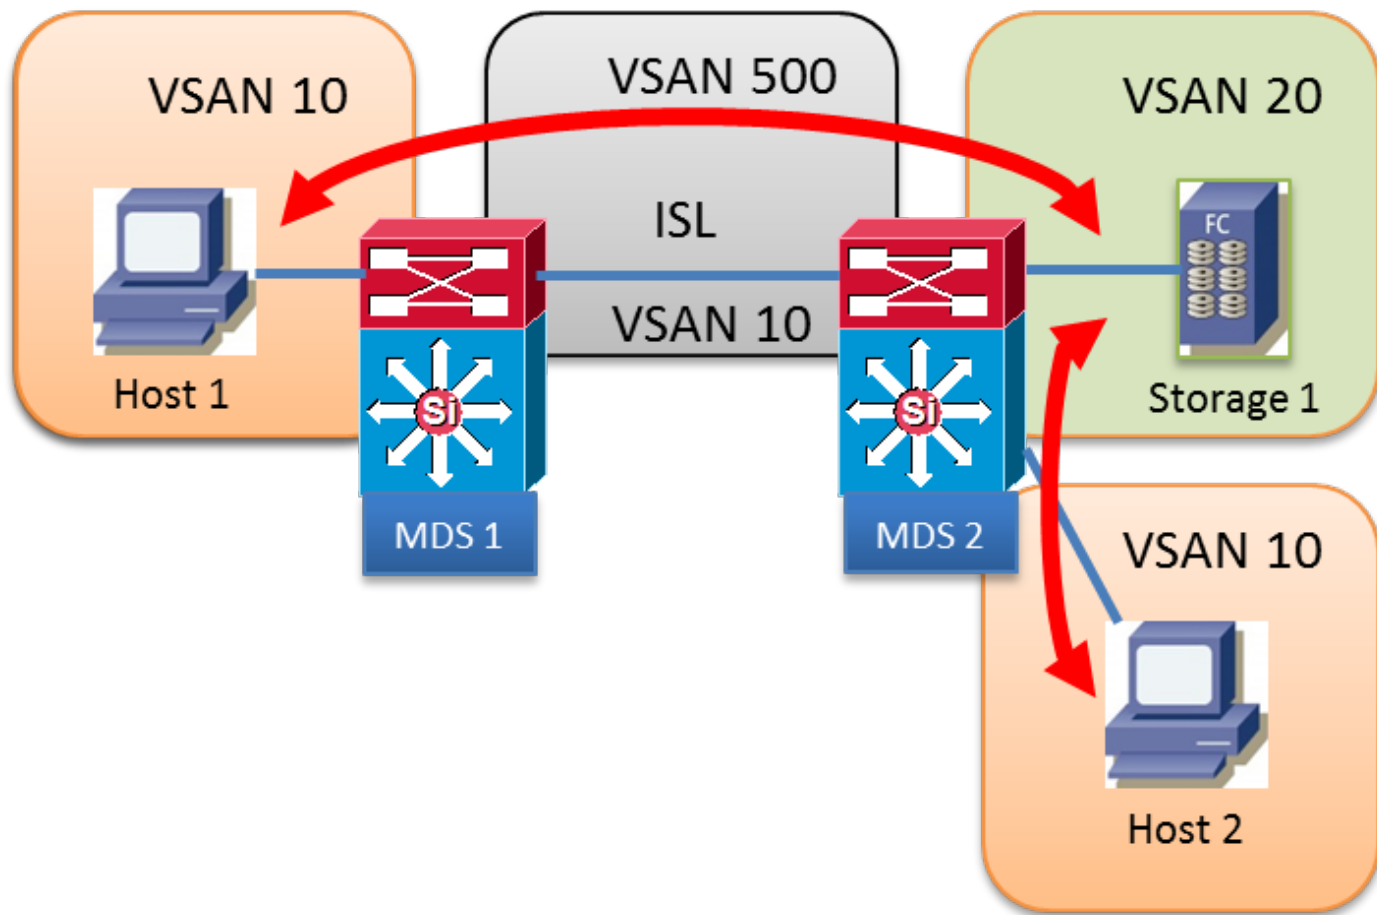 VSAN 10
VSAN 500
VSAN 20
ISL
FC
VSAN 10
Host 1
Storage 1
Si
Si
MDS 1
MDS 2
VSAN 10
Host 2